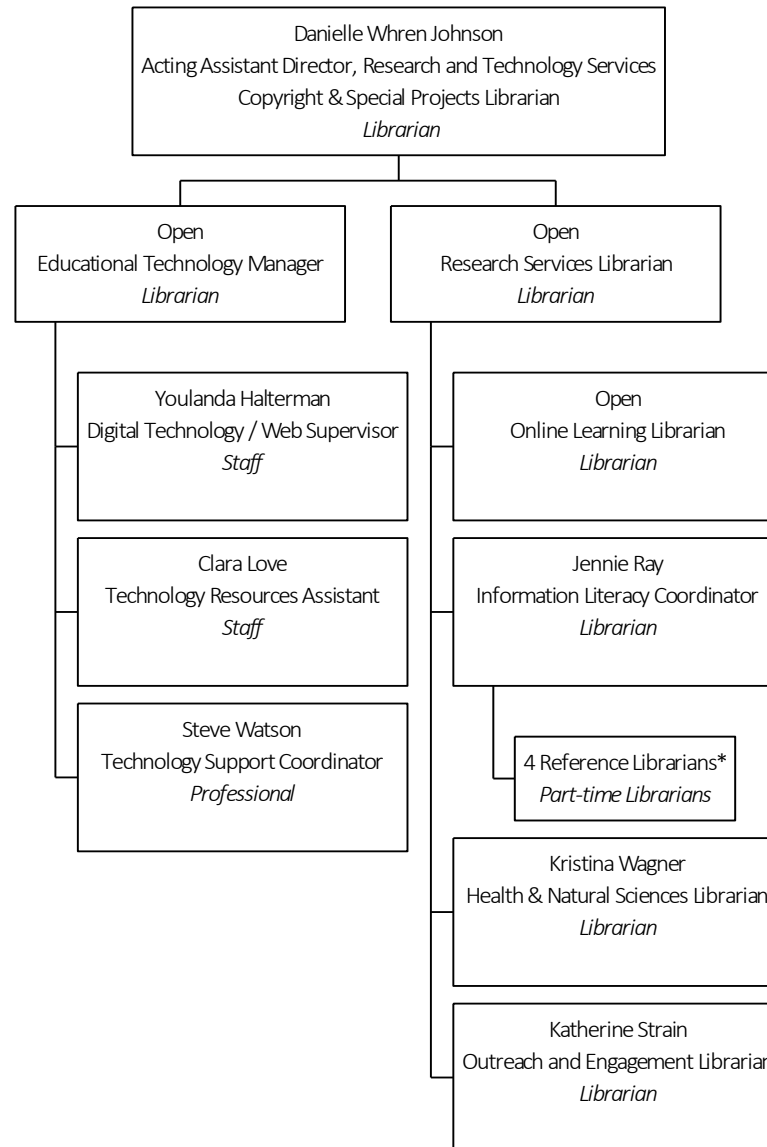 Danielle Whren Johnson
Acting Assistant Director, Research and Technology Services
Copyright & Special Projects Librarian
Librarian
Open
Educational Technology Manager
Librarian
Open
Research Services Librarian
Librarian
Youlanda Halterman
Digital Technology / Web Supervisor
Staff
Clara Love
Technology Resources Assistant
Staff
Steve Watson
Technology Support Coordinator
Professional
Open
Online Learning Librarian
Librarian
Jennie Ray
Information Literacy Coordinator
Librarian
4 Reference Librarians*
Part-time Librarians
Kristina Wagner
Health & Natural Sciences Librarian
Librarian
Katherine Strain
Outreach and Engagement Librarian
Librarian